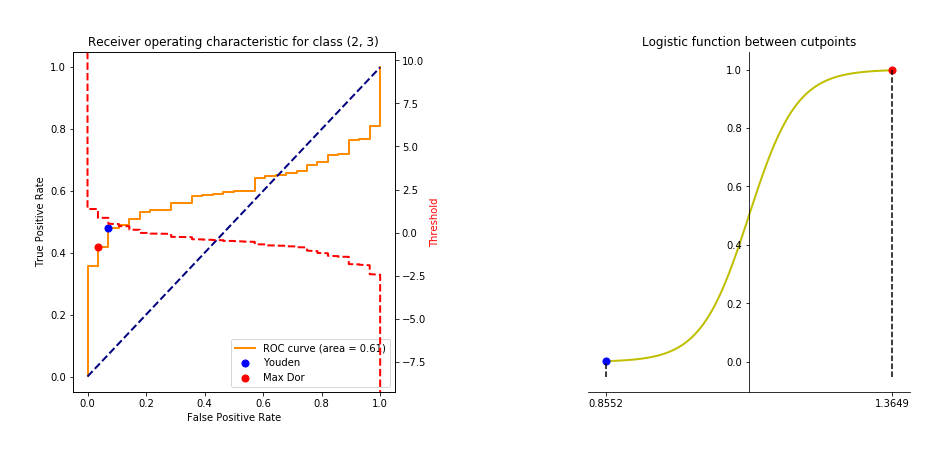 Receiver operating characteristic for class (2, 3)
1.0
0.8
0.6
0.4
0.2
0.0
True Positive Rate
0.0 0.2 0.4 0.6 0.8 1.0
False Positive Rate
10.0
7.5
5.0
2.5
0.0
−2.5
−5.0
−7.5
Threshold
ROC curve (area = 0.61)
Youden
Max Dor
Logistic function between cutpoints
1.0
0.8
0.6
0.4
0.2
0.0
0.8552 1.3649